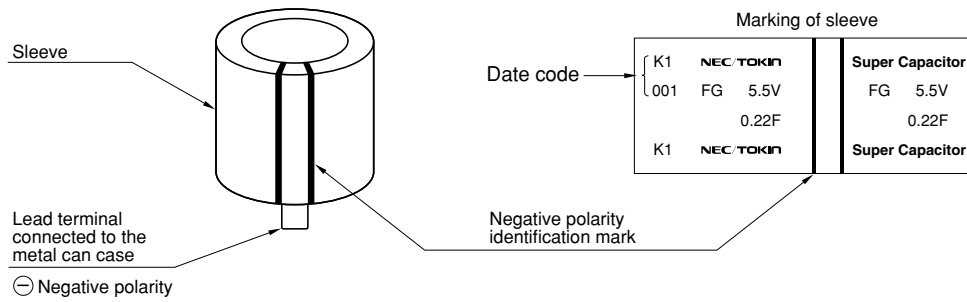 Sleeve
Lead terminal
connected to the
metal can case
⊖ Negative polarity
Negative polarity
identification mark
Date code
Marking of sleeve
K1 NEC/TOKIN Super Capacitor
001 FG 5.5V FG 5.5V
0.22F 0.22F
K1 NEC/TOKIN Super Capacitor